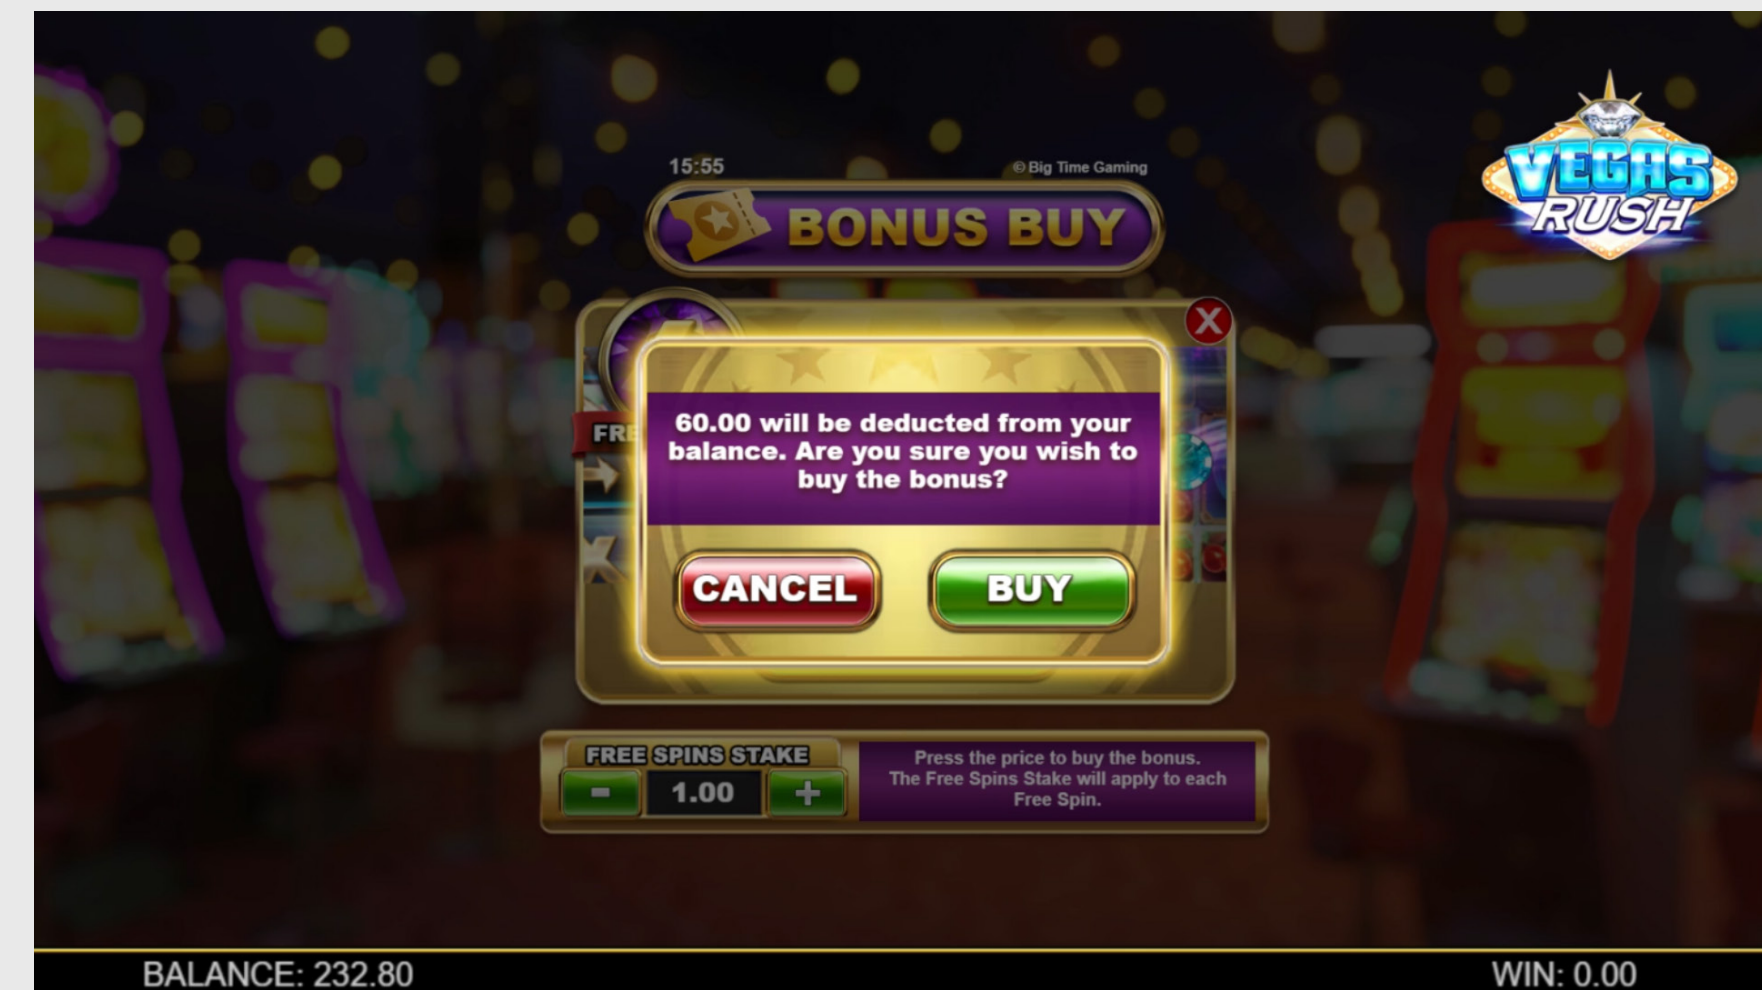 15:55
© Big Time Gaming
VEGAS
RUSH
BONUS BUY
60.00 will be deducted from your
balance. Are you sure you wish to
buy the bonus?
CANCEL
BUY
FREE SPINS STAKE
- 1.00 +
Press the price to buy the bonus.
The Free Spins Stake will apply to each
Free Spin.
BALANCE: 232.80
WIN: 0.00